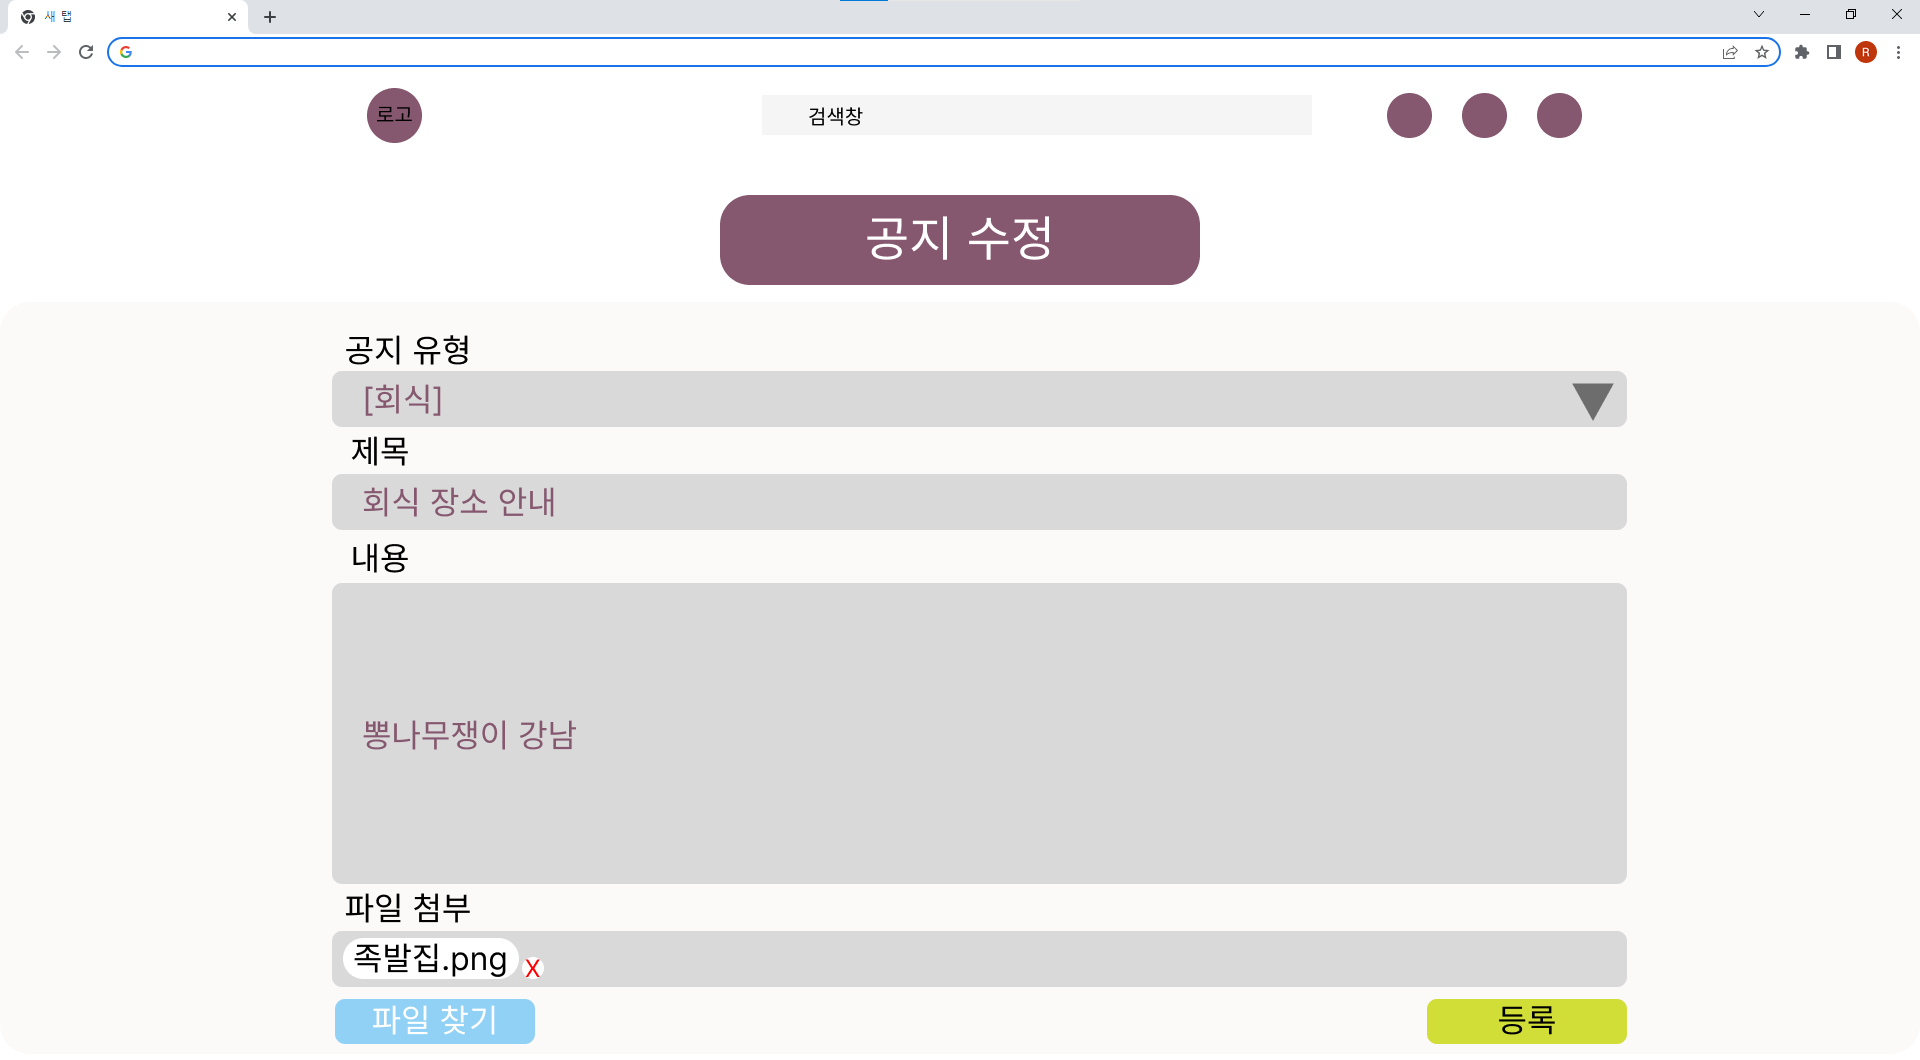 새 탭
R
로고
검색창
공지 수정
공지 유형
[회식]
제목
회식 장소 안내
내용
뽕나무쟁이 강남
파일 첨부
족발집.png X
파일 찾기
등록